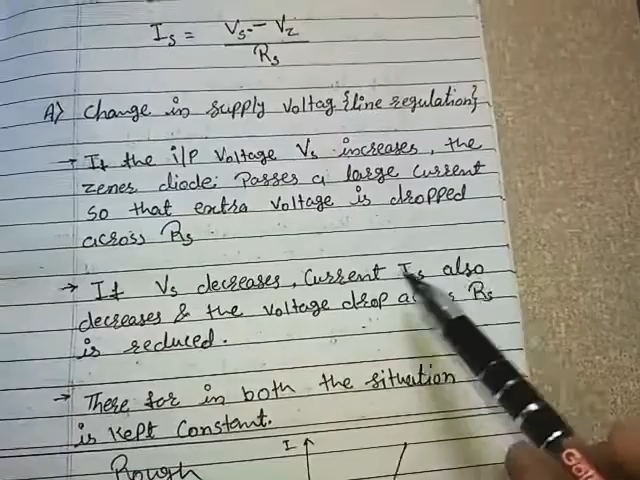 Is = Vs - Vz
Rs
A) Change in supply voltag {line regulation}
→ If the i/p voltage Vs increases, the
zener diode: Passes a large current
so that extra voltage is dropped
across Rs
→ If Vs decreases, current Is also
decreases & the voltage drop Rs
is reduced.
→ There for in both the situation
is kept constant.
I
Rough